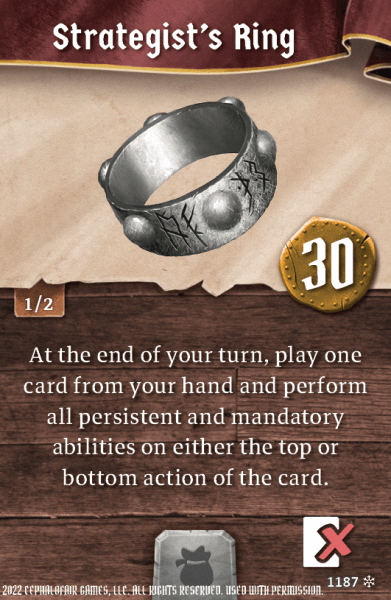 Strategist's Ring
30
1/2
At the end of your turn, play one
card from your hand and perform
all persistent and mandatory
abilities on either the top or
bottom action of the card.
1187
2022 CEPHALOFAIR GAMES, LLC. ALL RIGHTS RESERVED. USED WITH PERMISSION.